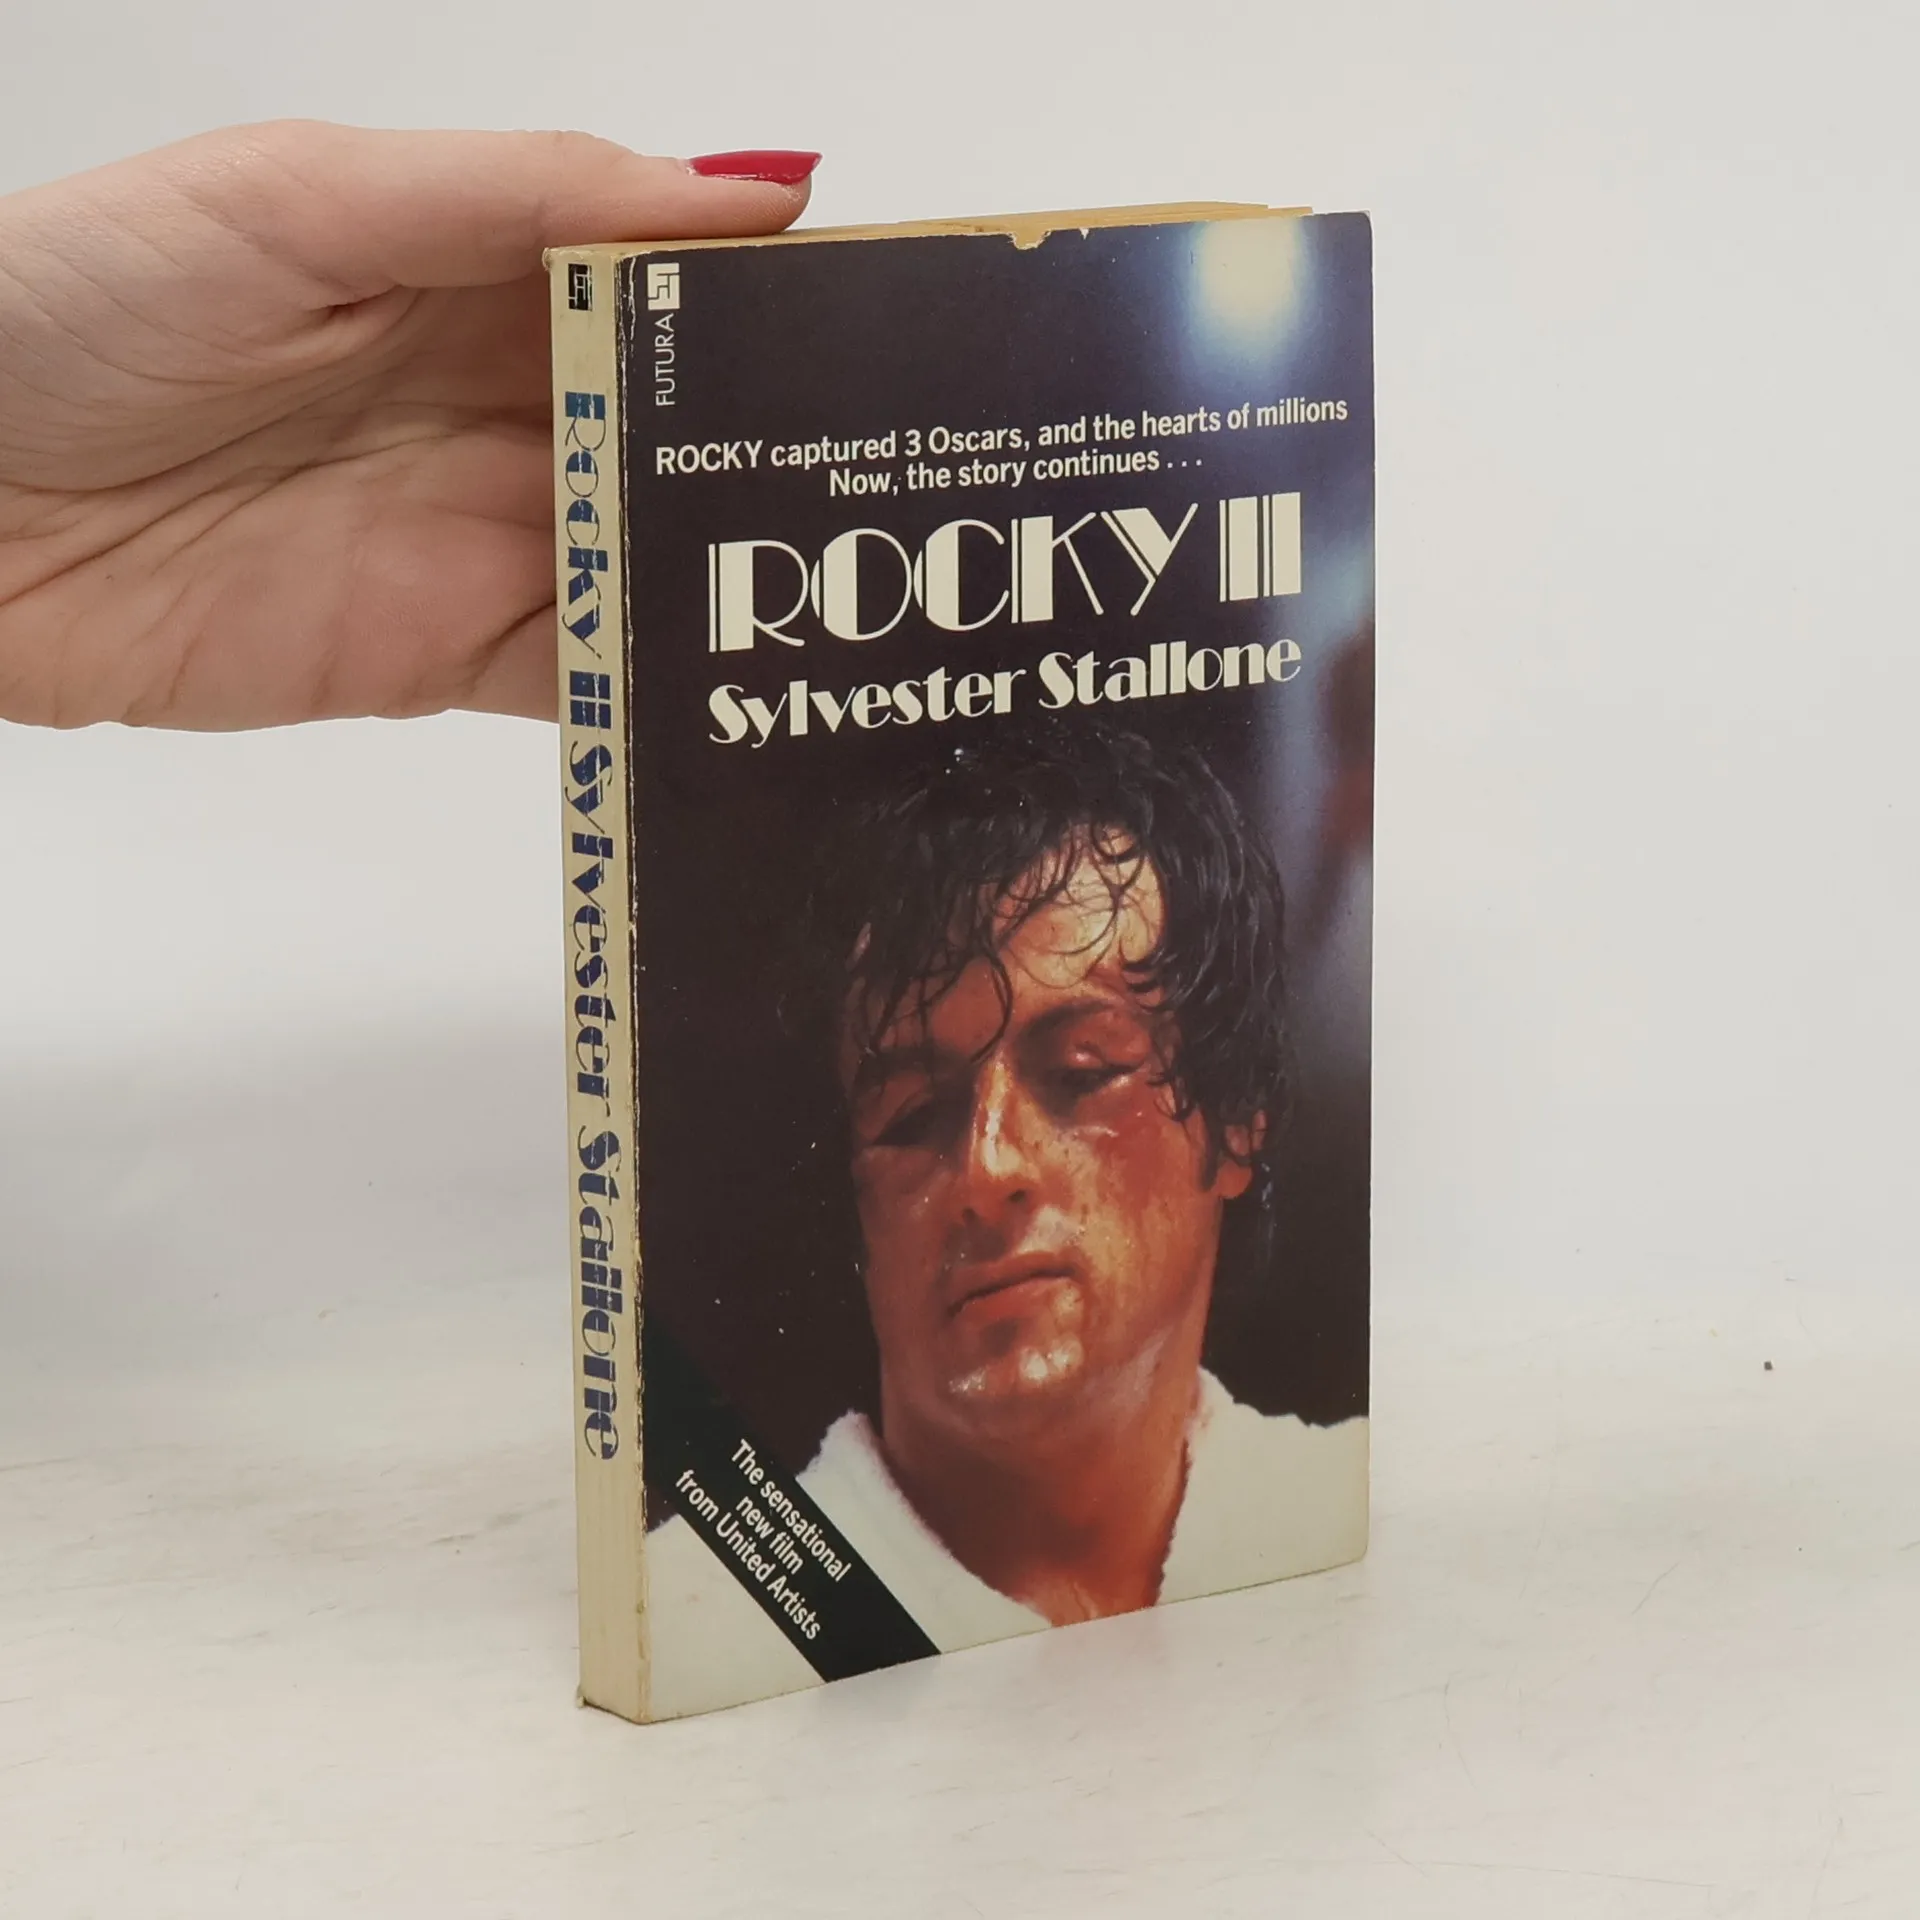 FUTURA
ROCKY captured 3 Oscars, and the hearts of millions
Now, the story continues . . .
ROCKY II
Sylvester Stallone
The sensational
new film
from United Artists
Rocky II Sylvester Stallone